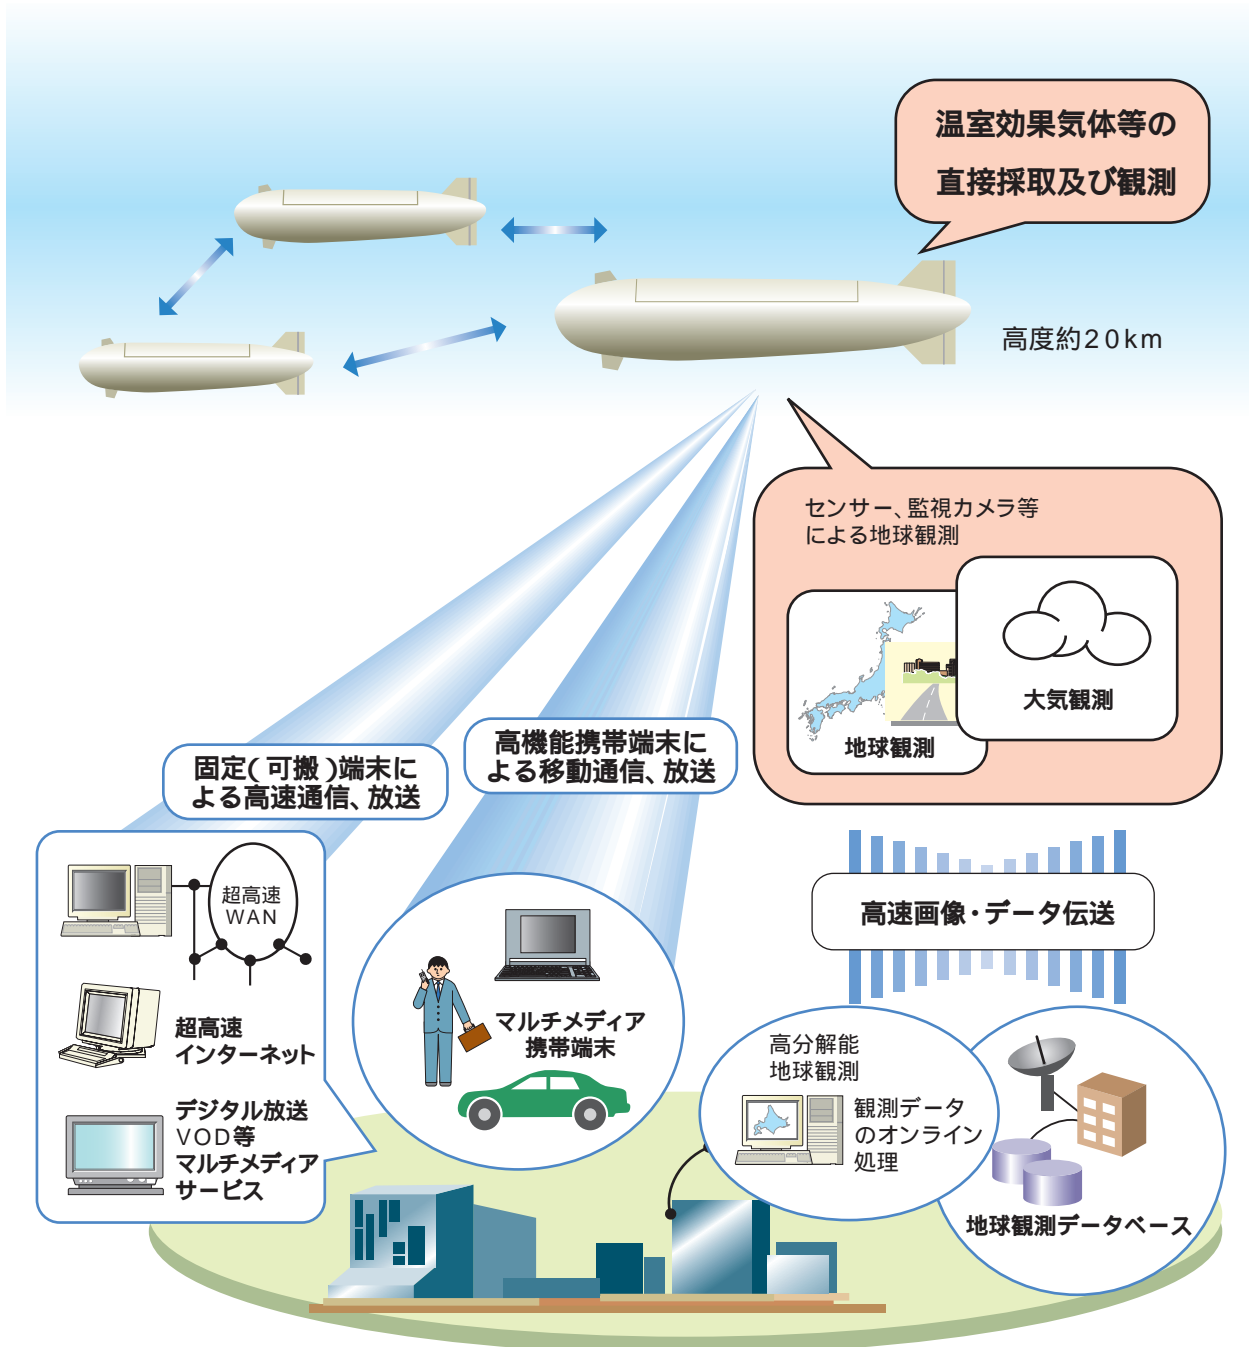 温室効果気体等の
直接採取及び観測
高度約20km
センサー、監視カメラ等
による地球観測
大気観測
地球観測
高機能携帯端末に
よる移動通信、放送
固定(可搬)端末に
よる高速通信、放送
超高速
WAN
超高速
インターネット
デジタル放送
VOD等
マルチメディア
サービス
マルチメディア
携帯端末
高速画像・データ伝送
高分解能
地球観測
観測データ
のオンライン
処理
地球観測データベース